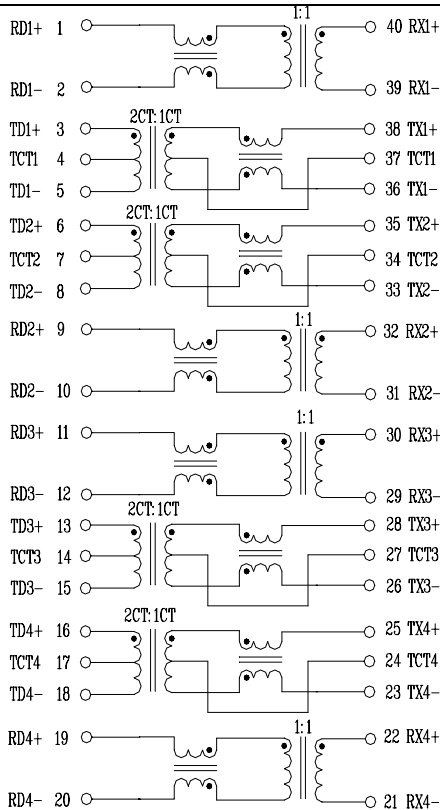 1:1
RD1+ 1 40 RX1+
RD1- 2 39 RX1-
2CT:1CT
TD1+ 3 38 TX1+
TCT1 4 37 TCT1
TD1- 5 36 TX1-
2CT:1CT
TD2+ 6 35 TX2+
TCT2 7 34 TCT2
TD2- 8 33 TX2-
1:1
RD2+ 9 32 RX2+
RD2- 10 31 RX2-
1:1
RD3+ 11 30 RX3+
RD3- 12 29 RX3-
2CT:1CT
TD3+ 13 28 TX3+
TCT3 14 27 TCT3
TD3- 15 26 TX3-
2CT:1CT
TD4+ 16 25 TX4+
TCT4 17 24 TCT4
TD4- 18 23 TX4-
1:1
RD4+ 19 22 RX4+
RD4- 20 21 RX4-